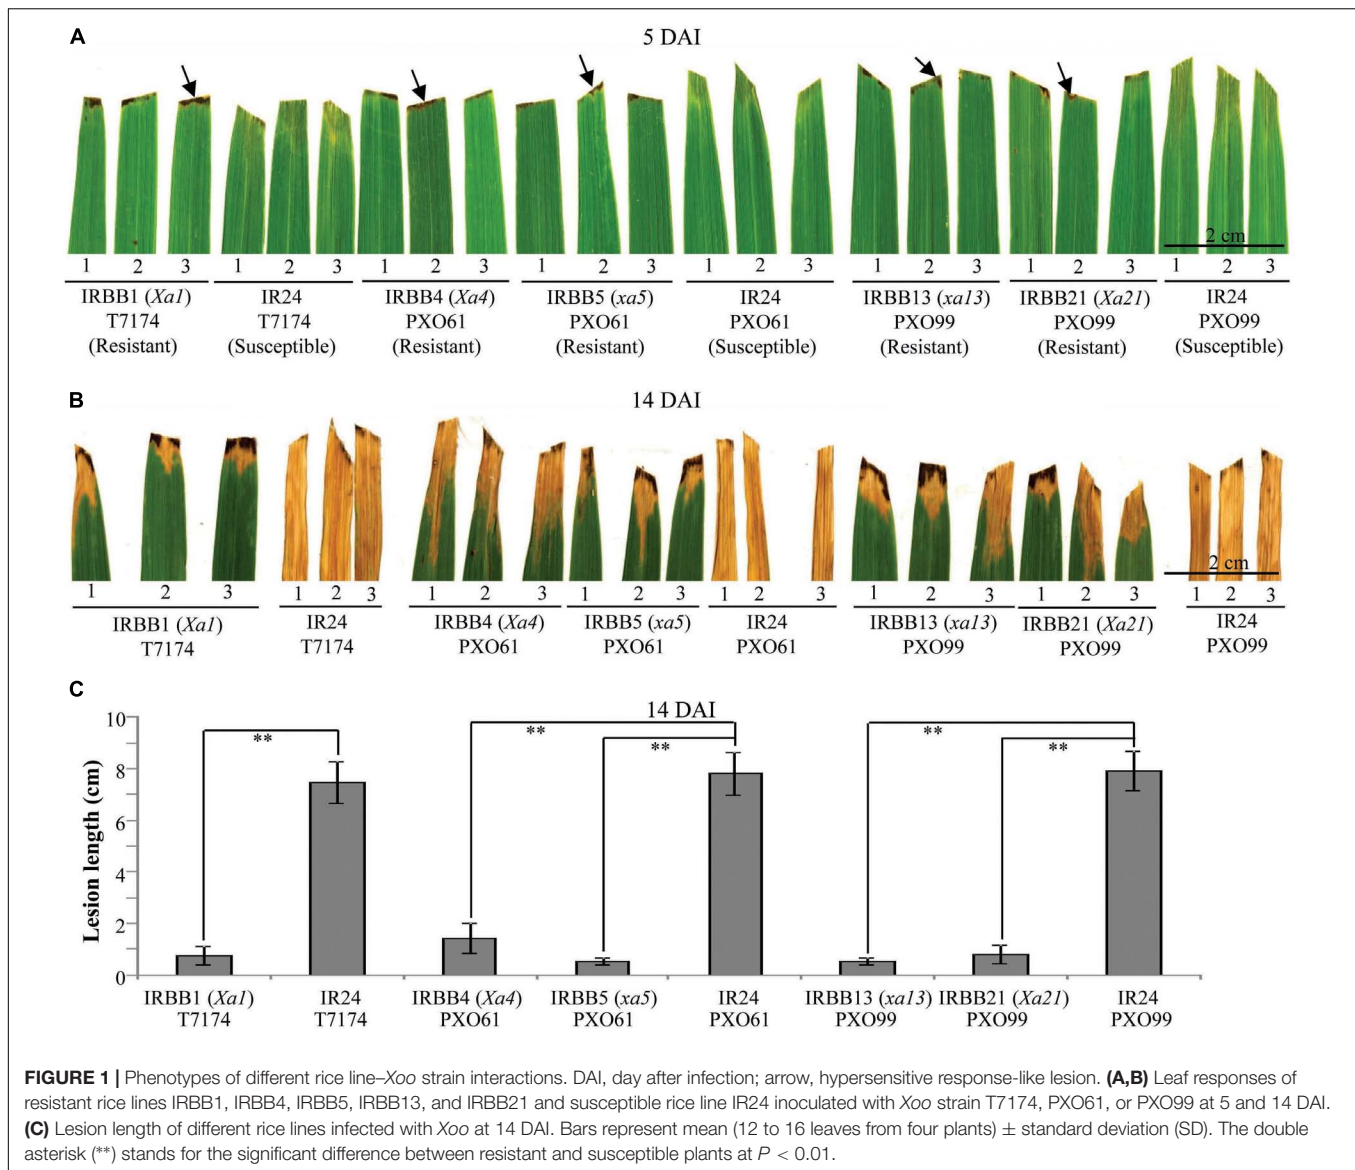 A
5 DAI
2 cm
1 2 3 1 2 3 1 2 3 1 2 3 1 2 3 1 2 3 1 2 3 1 2 3
IRBB1 (Xa1) IR24 IRBB4 (Xa4) IRBB5 (xa5) IR24 IRBB13 (xa13) IRBB21 (Xa21) IR24
T7174 T7174 PXO61 PXO61 PXO61 PXO99 PXO99 PXO99
(Resistant) (Susceptible) (Resistant) (Resistant) (Susceptible) (Resistant) (Resistant) (Susceptible)
B
14 DAI
2 cm
1 2 3 1 2 3 1 2 3 1 2 3 1 2 3 1 2 3 1 2 3 1 2 3
IRBB1 (Xa1) IR24 IRBB4 (Xa4) IRBB5 (xa5) IR24 IRBB13 (xa13) IRBB21 (Xa21) IR24
T7174 T7174 PXO61 PXO61 PXO61 PXO99 PXO99 PXO99
C
14 DAI
Lesion length (cm)
10
8
6
4
2
0
** ** ** ** **
IRBB1 (Xa1) IR24 IRBB4 (Xa4) IRBB5 (xa5) IR24 IRBB13 (xa13) IRBB21 (Xa21) IR24
T7174 T7174 PXO61 PXO61 PXO61 PXO99 PXO99 PXO99
FIGURE 1 | Phenotypes of different rice line–Xoo strain interactions. DAI, day after infection; arrow, hypersensitive response-like lesion. (A,B) Leaf responses of
resistant rice lines IRBB1, IRBB4, IRBB5, IRBB13, and IRBB21 and susceptible rice line IR24 inoculated with Xoo strain T7174, PXO61, or PXO99 at 5 and 14 DAI.
(C) Lesion length of different rice lines infected with Xoo at 14 DAI. Bars represent mean (12 to 16 leaves from four plants) ± standard deviation (SD). The double
asterisk (**) stands for the significant difference between resistant and susceptible plants at P < 0.01.